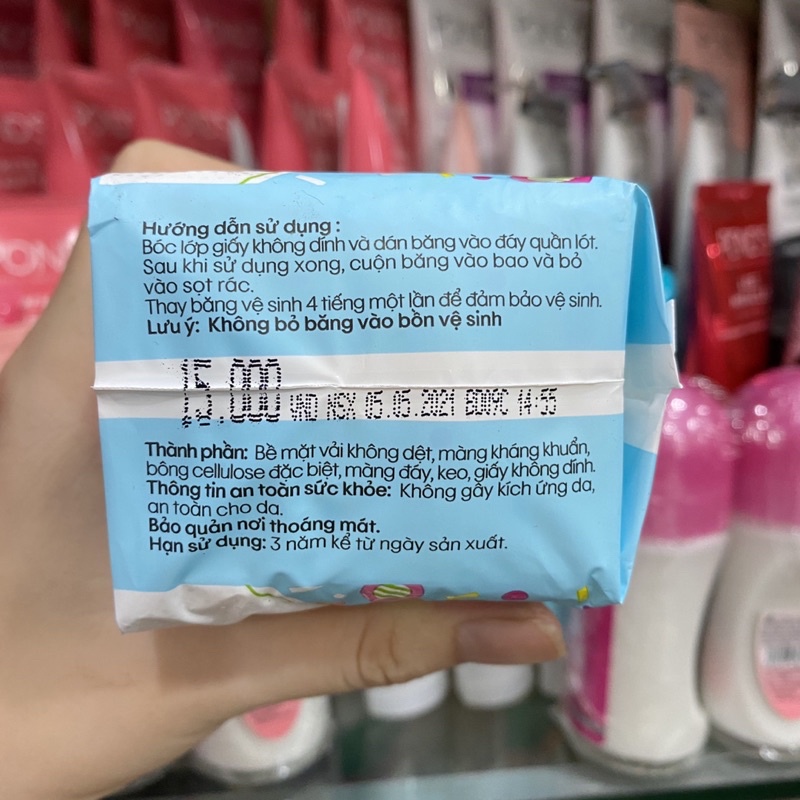 Hướng dẫn sử dụng :
Bóc lớp giấy không dính và dán băng vào đáy quần lót.
Sau khi sử dụng xong, cuộn băng vào bao và bỏ
vào sọt rác.
Thay băng vệ sinh 4 tiếng một lần để đảm bảo vệ sinh.
Lưu ý: Không bỏ băng vào bồn vệ sinh
15.000 VND NSX 05.05.2021 BD09C 14:55
Thành phần: Bề mặt vải không dệt, màng kháng khuẩn,
bông cellulose đặc biệt, màng đáy, keo, giấy không dính.
Thông tin an toàn sức khỏe: Không gây kích ứng da,
an toàn cho da.
Bảo quản nơi thoáng mát.
Hạn sử dụng: 3 năm kể từ ngày sản xuất.